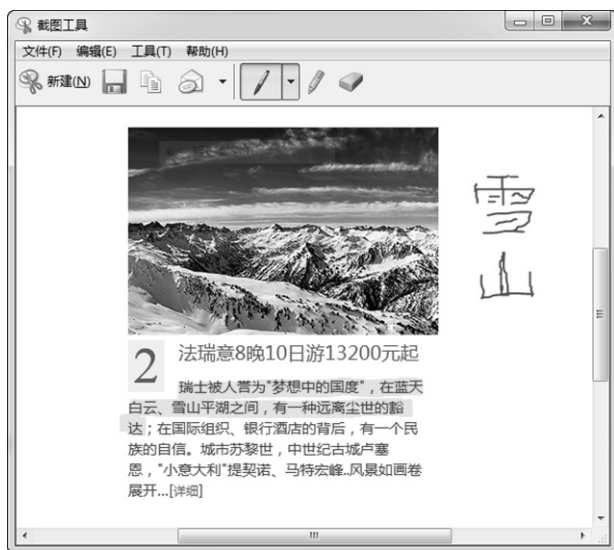 截图工具
文件(F) 编辑(E) 工具(T) 帮助(H)
新建(N)
雪
山
2
法瑞意8晚10日游13200元起
瑞士被人誉为"梦想中的国度"，在蓝天
白云、雪山平湖之间，有一种远离尘世的豁
达；在国际组织、银行酒店的背后，有一个民
族的自信。城市苏黎世，中世纪古城卢塞
恩，"小意大利"提契诺、马特宏峰..风景如画卷
展开...[详细]